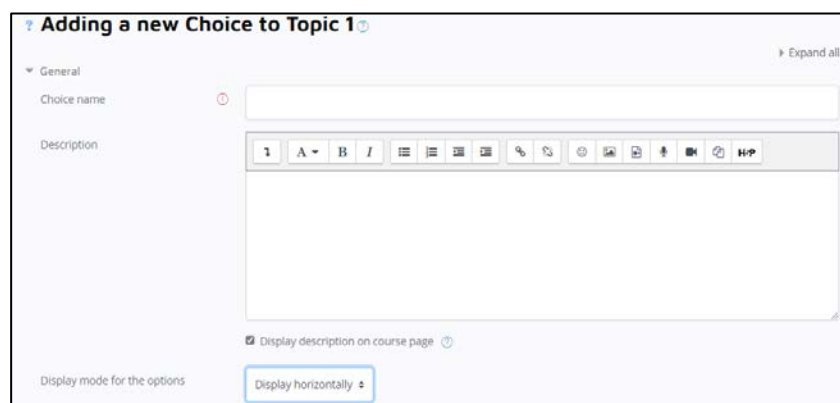 ? Adding a new Choice to Topic 1 ?
Expand all
General
Choice name
Description
A B I H-P
Display description on course page ?
Display mode for the options
Display horizontally